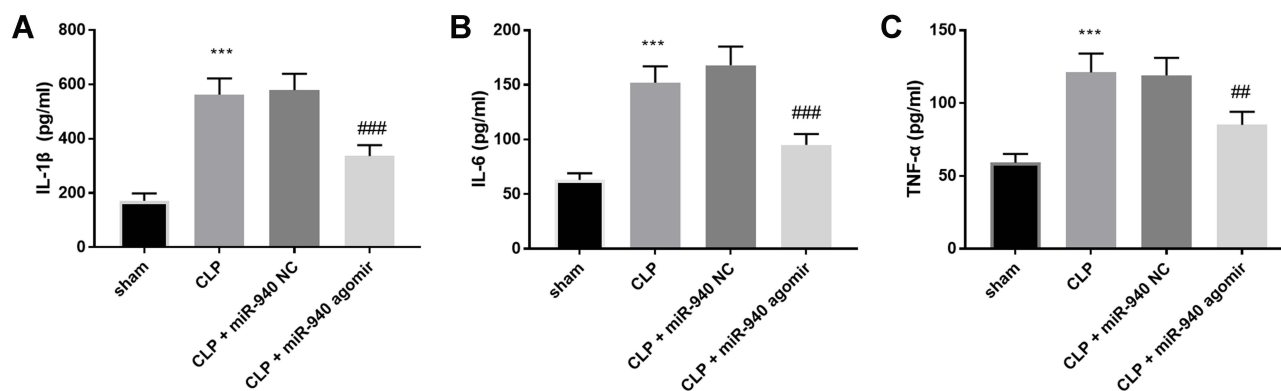 A
IL-1β (pg/ml)
800
600
400
200
0
***
###
sham
CLP
CLP + miR-940 NC
CLP + miR-940 agomir
B
IL-6 (pg/ml)
200
150
100
50
0
***
###
sham
CLP
CLP + miR-940 NC
CLP + miR-940 agomir
C
TNF-α (pg/ml)
150
100
50
0
***
##
sham
CLP
CLP + miR-940 NC
CLP + miR-940 agomir